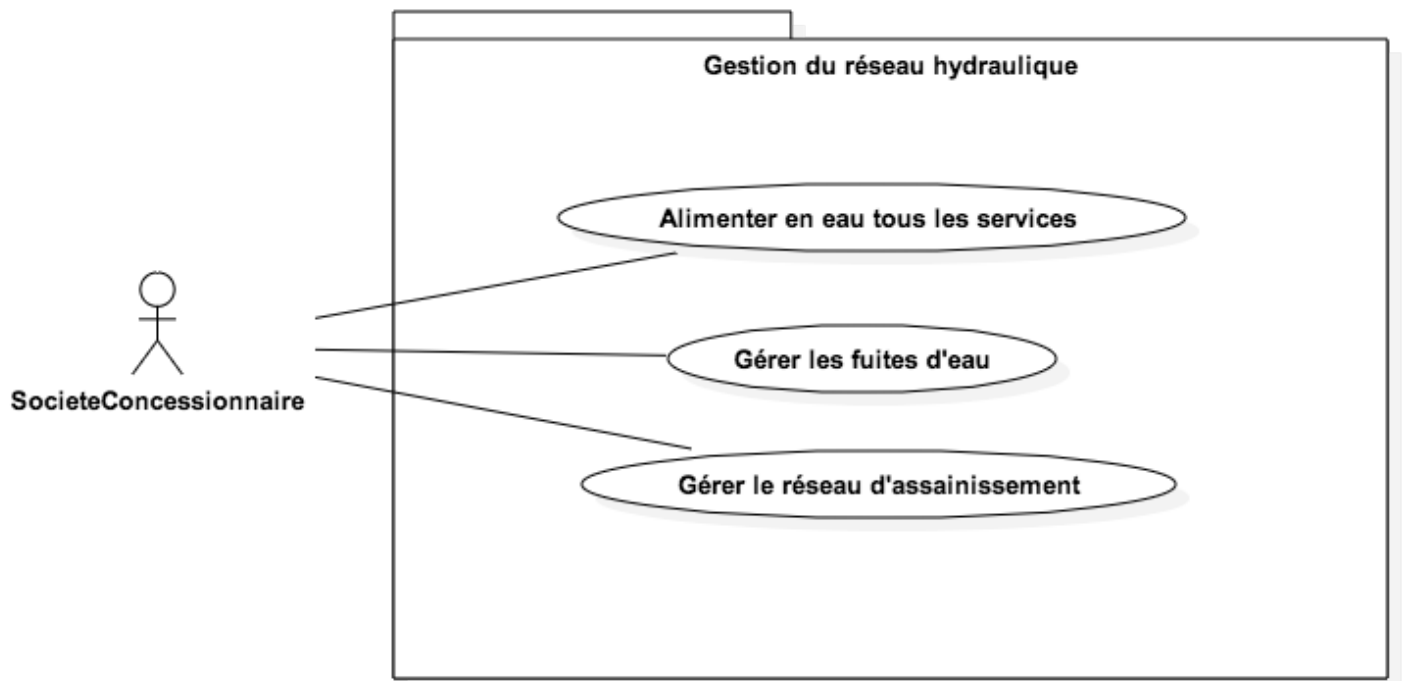 Gestion du réseau hydraulique
Alimenter en eau tous les services
Gérer les fuites d'eau
SocieteConcessionnaire
Gérer le réseau d'assainissement